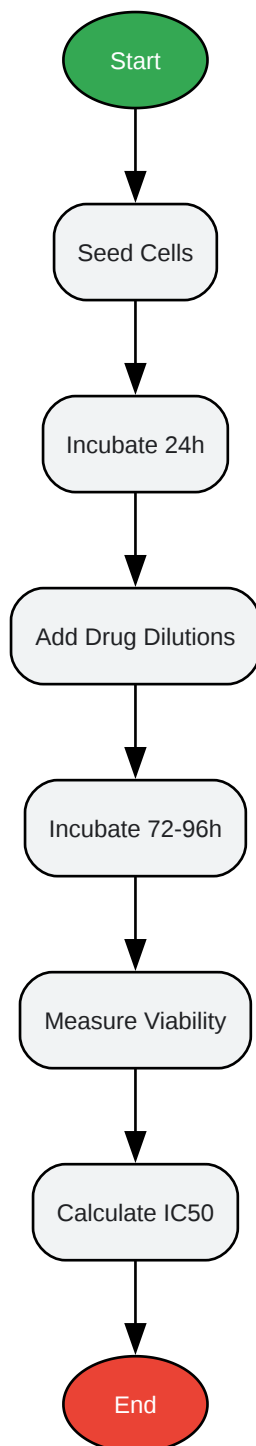 Start
Seed Cells
Incubate 24h
Add Drug Dilutions
Incubate 72-96h
Measure Viability
Calculate IC50
End